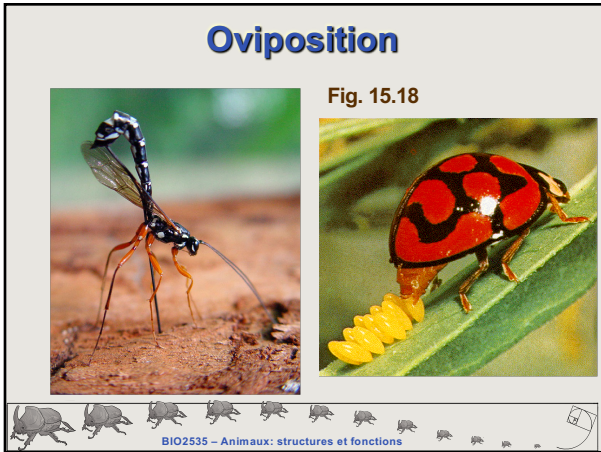 Oviposition
Fig. 15.18
BIO2535 – Animaux: structures et fonctions